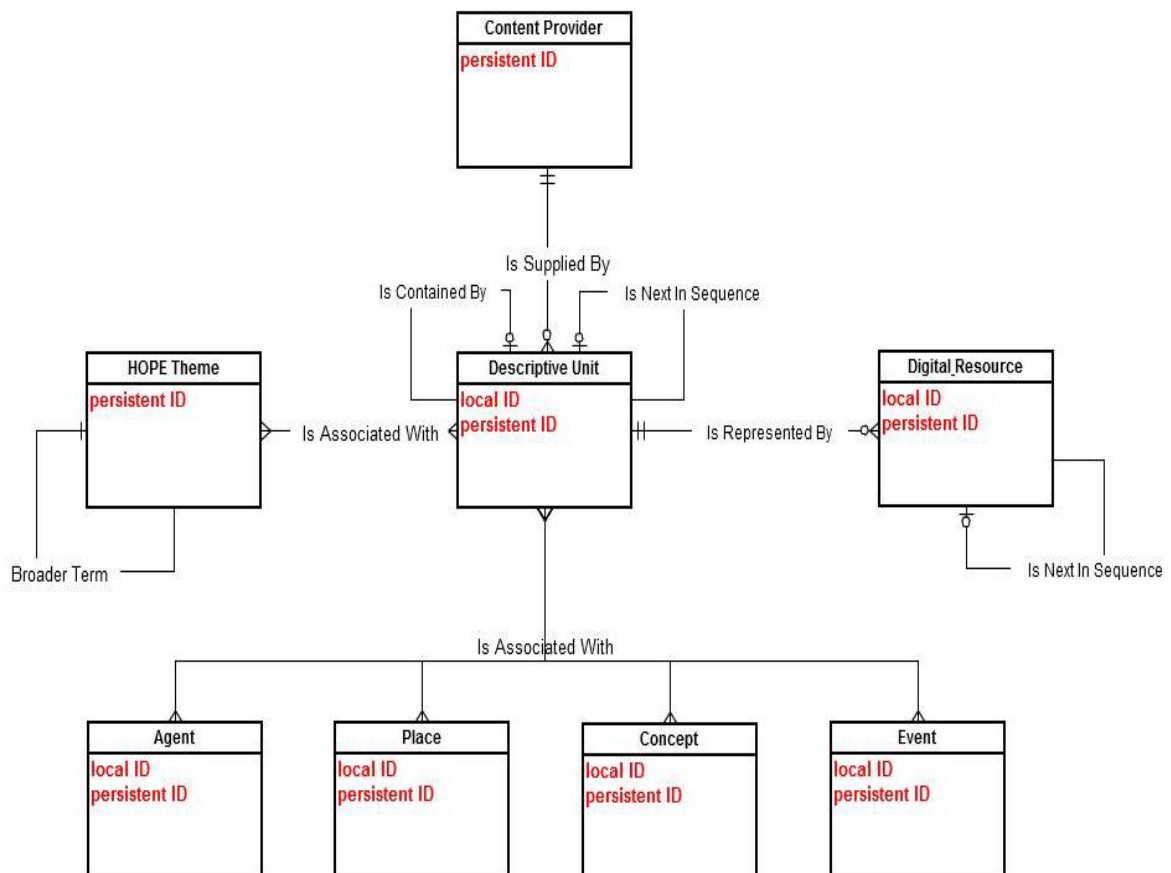 Content Provider
persistent ID
Is Supplied By
Is Contained By
Is Next In Sequence
HOPE Theme
persistent ID
Descriptive Unit
local ID
persistent ID
Digital_Resource
local ID
persistent ID
Is Associated With
Is Represented By
Broader Term
Is Next In Sequence
Is Associated With
Agent
local ID
persistent ID
Place
local ID
persistent ID
Concept
local ID
persistent ID
Event
local ID
persistent ID